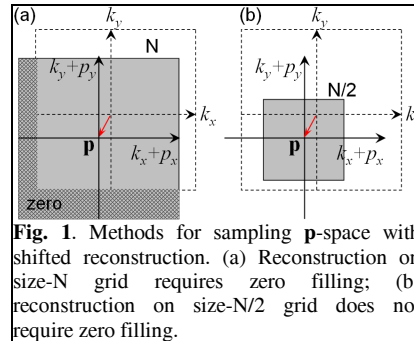 (a)
k_y
N
k_y+p_y
k_x
p
k_x+p_x
zero
(b)
k_y
k_y+p_y
N/2
k
p
k_x+p_x
Fig. 1. Methods for sampling p-space with
shifted reconstruction. (a) Reconstruction on
size-N grid requires zero filling; (b)
reconstruction on size-N/2 grid does no
require zero filling.